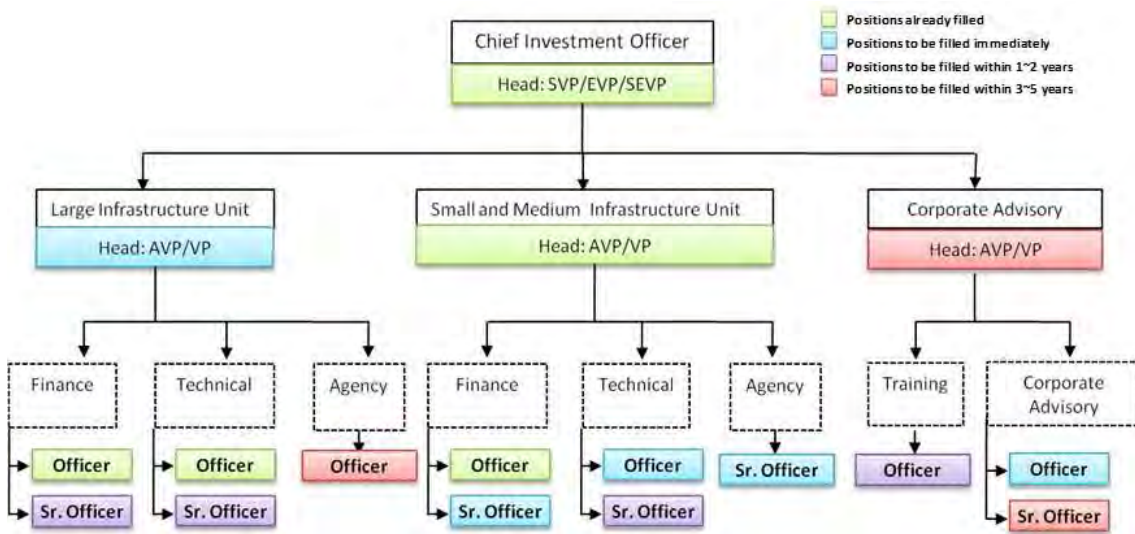 Chief Investment Officer
Head: SVP/EVP/SEVP
Positions already filled
Positions to be filled immediately
Positions to be filled within 1~2 years
Positions to be filled within 3~5 years
Large Infrastructure Unit
Head: AVP/VP
Small and Medium Infrastructure Unit
Head: AVP/VP
Corporate Advisory
Head: AVP/VP
Finance
Technical
Agency
Finance
Technical
Agency
Training
Corporate
Advisory
Officer
Officer
Officer
Officer
Officer
Sr. Officer
Officer
Officer
Sr. Officer
Sr. Officer
Sr. Officer
Sr. Officer
Sr. Officer